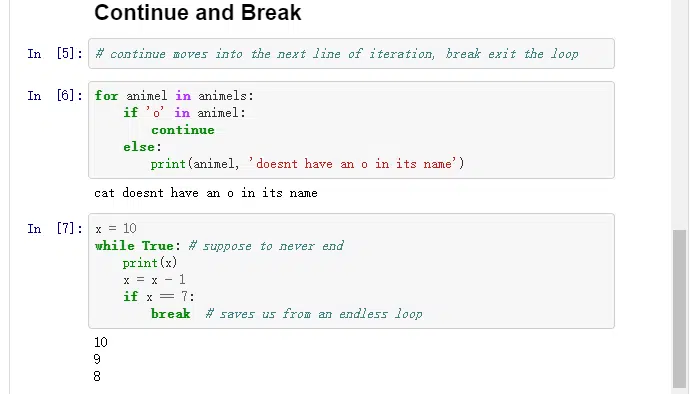 Continue and Break
In [5]: # continue moves into the next line of iteration, break exit the loop
In [6]: for animel in animels:
if 'o' in animel:
continue
else:
print(animel, 'doesnt have an o in its name')
cat doesnt have an o in its name
In [7]: x = 10
while True: # suppose to never end
print(x)
x = x - 1
if x == 7:
break # saves us from an endless loop
10
9
8